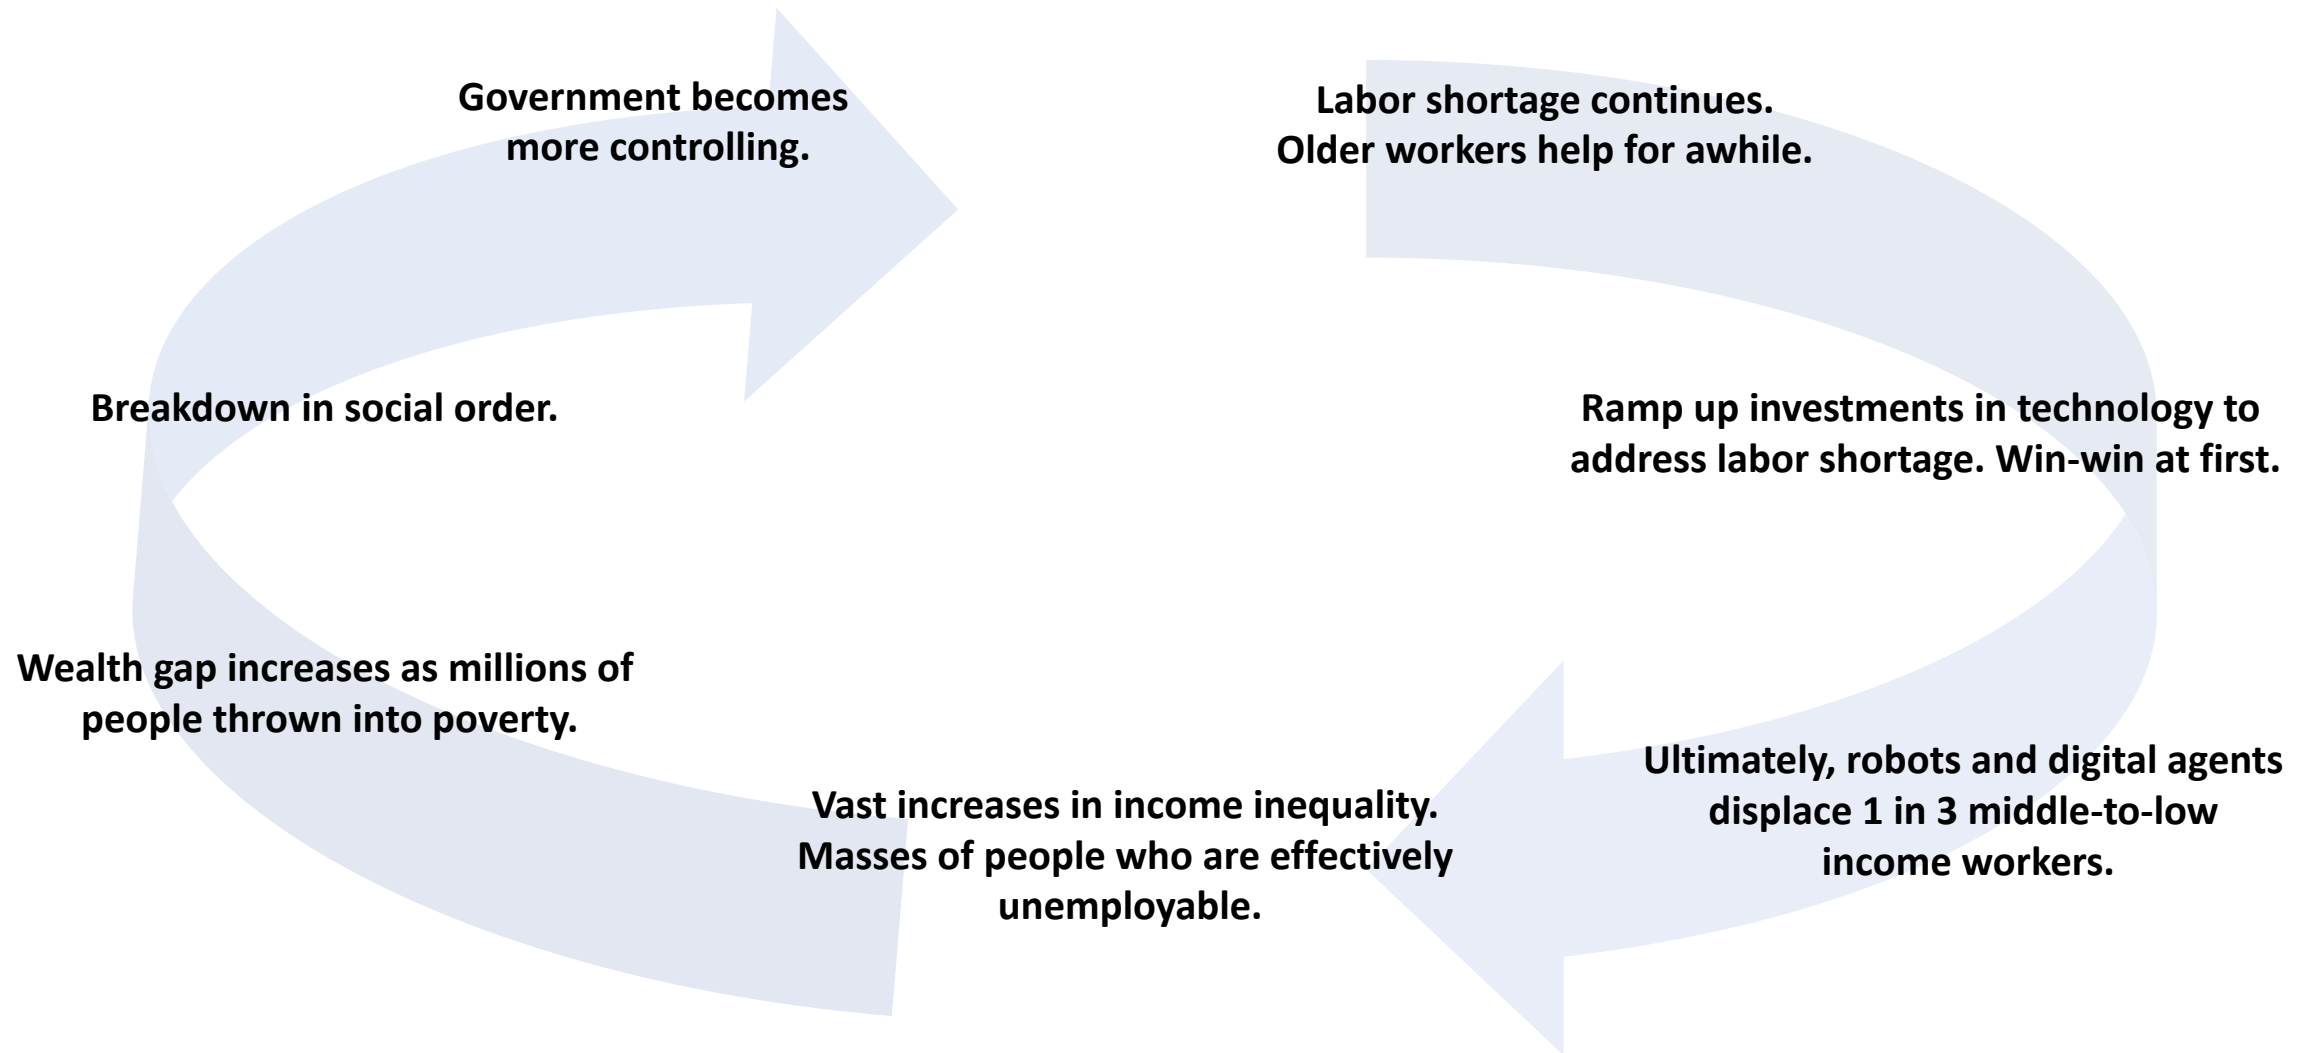 Government becomes
more controlling.
Labor shortage continues.
Older workers help for awhile.
Breakdown in social order.
Ramp up investments in technology to
address labor shortage. Win-win at first.
Wealth gap increases as millions of
people thrown into poverty.
Vast increases in income inequality.
Masses of people who are effectively
unemployable.
Ultimately, robots and digital agents
displace 1 in 3 middle-to-low
income workers.